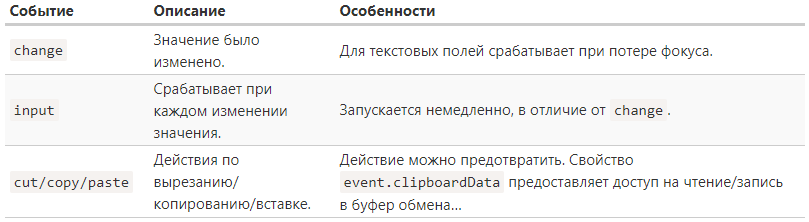 Событие Описание Особенности
change Значение было изменено. Для текстовых полей срабатывает при потере фокуса.
input Срабатывает при каждом изменении значения. Запускается немедленно, в отличие от change.
cut/copy/paste Действия по вырезанию/копированию/вставке. Действие можно предотвратить. Свойство event.clipboardData предоставляет доступ на чтение/запись в буфер обмена...